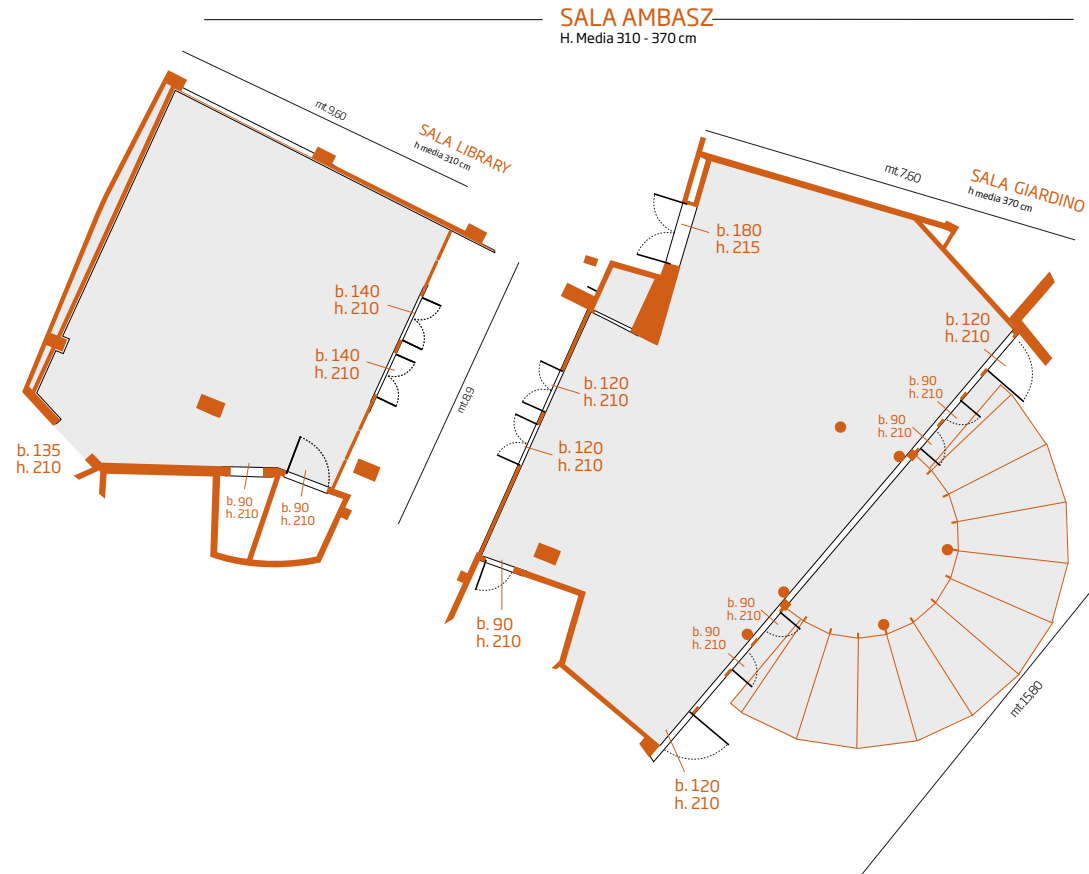 SALA AMBASZ
H. Media 310 - 370 cm
mt.9,60
SALA LIBRARY
h media 310 cm
mt.7,60
SALA GIARDINO
h media 370 cm
b. 180
h. 215
b. 140
h. 210
b. 140
h. 210
mt.8,9
b. 120
h. 210
b. 120
h. 210
b. 120
h. 210
b. 90
h. 210
b. 90
h. 210
b. 135
h. 210
b. 90
h. 210
b. 90
h. 210
b. 90
h. 210
b. 90
h. 210
b. 90
h. 210
mt.15,80
b. 120
h. 210